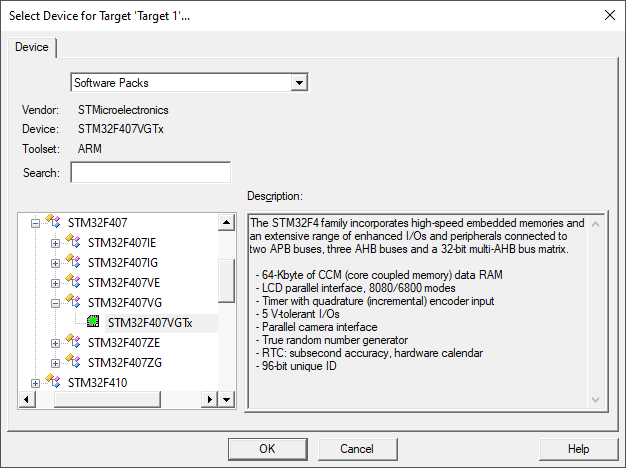 Select Device for Target 'Target 1'...
Device
Software Packs
Vendor: STMicroelectronics
Device: STM32F407VGTx
Toolset: ARM
Search:
STM32F407
STM32F407IE
STM32F407IG
STM32F407VE
STM32F407VG
STM32F407VGTx
STM32F407ZE
STM32F407ZG
STM32F410
Description:
The STM32F4 family incorporates high-speed embedded memories and
an extensive range of enhanced I/Os and peripherals connected to
two APB buses, three AHB buses and a 32-bit multi-AHB bus matrix.
- 64-Kbyte of CCM (core coupled memory) data RAM
- LCD parallel interface, 8080/6800 modes
- Timer with quadrature (incremental) encoder input
- 5 V-tolerant I/Os
- Parallel camera interface
- True random number generator
- RTC: subsecond accuracy, hardware calendar
- 96-bit unique ID
OK Cancel Help